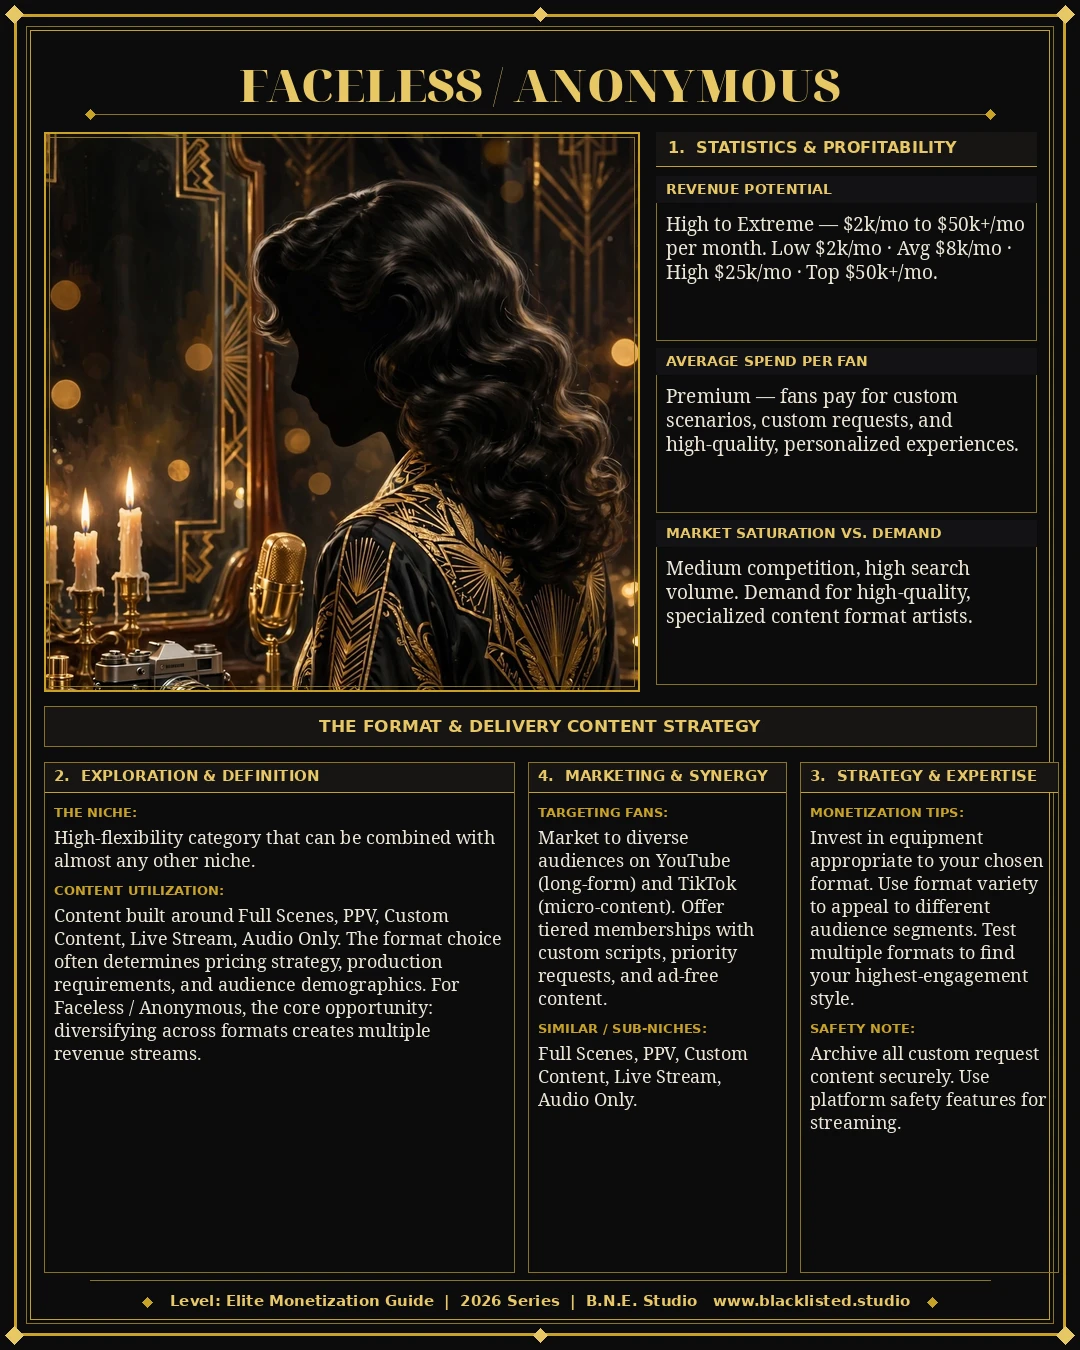 FACELESS / ANONYMOUS
1. STATISTICS & PROFITABILITY
REVENUE POTENTIAL
High to Extreme — $2k/mo to $50k+/mo
per month. Low $2k/mo · Avg $8k/mo ·
High $25k/mo · Top $50k+/mo.
AVERAGE SPEND PER FAN
Premium — fans pay for custom
scenarios, custom requests, and
high-quality, personalized experiences.
MARKET SATURATION VS. DEMAND
Medium competition, high search
volume. Demand for high-quality,
specialized content format artists.
THE FORMAT & DELIVERY CONTENT STRATEGY
2. EXPLORATION & DEFINITION
THE NICHE:
High-flexibility category that can be combined with
almost any other niche.
CONTENT UTILIZATION:
Content built around Full Scenes, PPV, Custom
Content, Live Stream, Audio Only. The format choice
often determines pricing strategy, production
requirements, and audience demographics. For
Faceless / Anonymous, the core opportunity:
diversifying across formats creates multiple
revenue streams.
4. MARKETING & SYNERGY
TARGETING FANS:
Market to diverse
audiences on YouTube
(long-form) and TikTok
(micro-content). Offer
tiered memberships with
custom scripts, priority
requests, and ad-free
content.
SIMILAR / SUB-NICHES:
Full Scenes, PPV, Custom
Content, Live Stream,
Audio Only.
3. STRATEGY & EXPERTISE
MONETIZATION TIPS:
Invest in equipment
appropriate to your chosen
format. Use format variety
to appeal to different
audience segments. Test
multiple formats to find
your highest-engagement
style.
SAFETY NOTE:
Archive all custom request
content securely. Use
platform safety features for
streaming.
Level: Elite Monetization Guide | 2026 Series | B.N.E. Studio www.blacklisted.studio